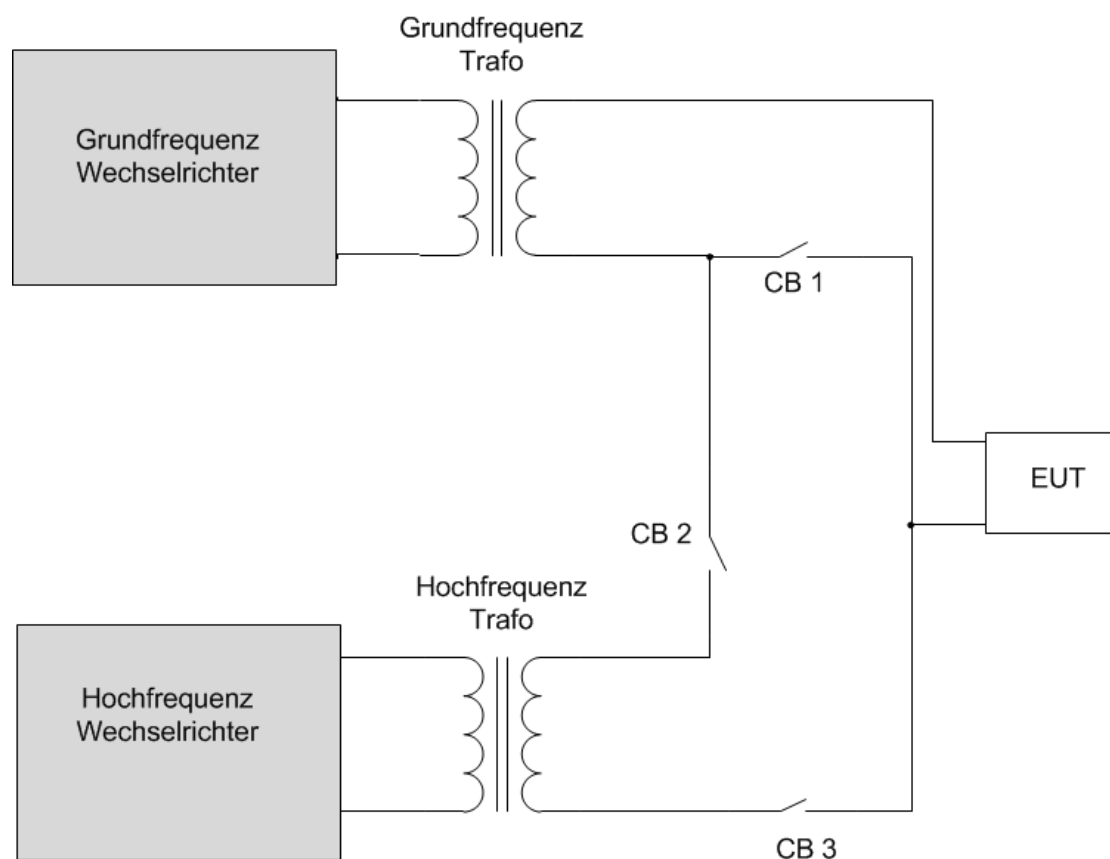 Grundfrequenz
Trafo
Grundfrequenz
Wechselrichter
CB 1
EUT
CB 2
Hochfrequenz
Trafo
Hochfrequenz
Wechselrichter
CB 3